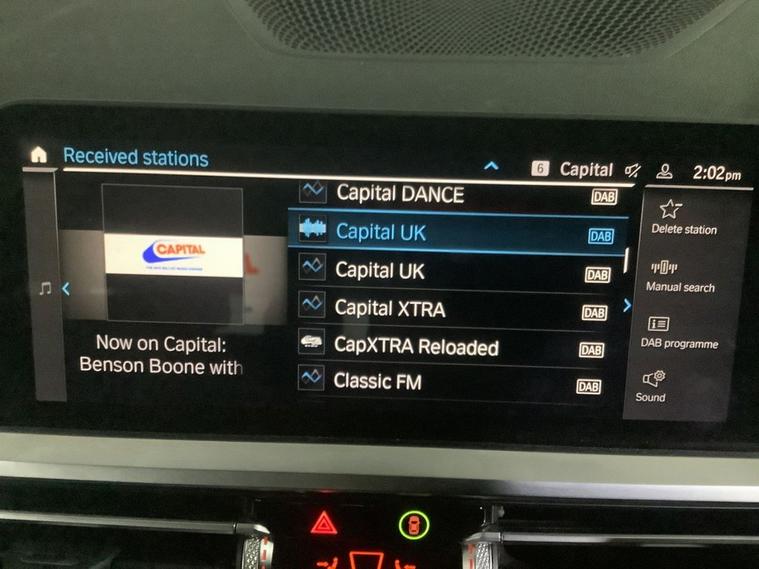 Received stations
6 Capital 2:02pm
Capital DANCE DAB
Capital UK DAB
Capital UK DAB
Capital XTRA DAB
CapXTRA Reloaded DAB
Classic FM DAB
CAPITAL
Now on Capital:
Benson Boone with
Delete station
Manual search
DAB programme
Sound